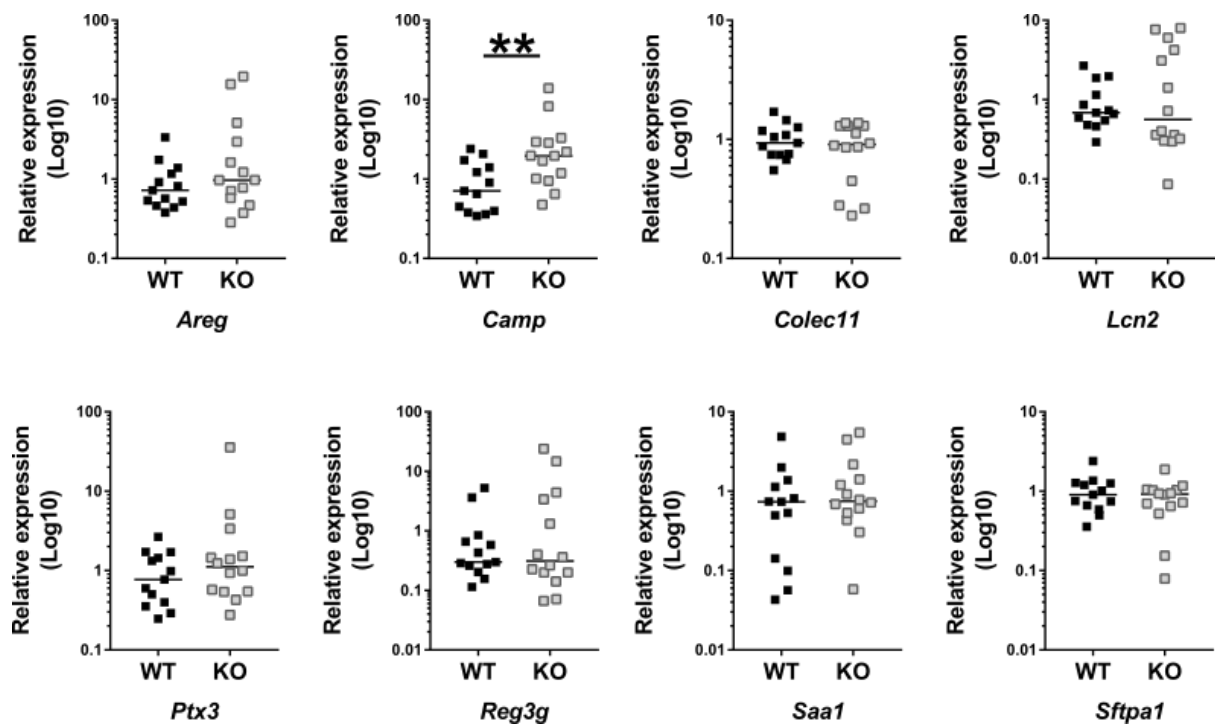 Relative expression
(Log10)
100
10
1
0.1
WT KO
Areg
Relative expression
(Log10)
100
10
1
0.1
**
WT KO
Camp
Relative expression
(Log10)
10
1
0.1
WT KO
Colec11
Relative expression
(Log10)
10
1
0.1
0.01
WT KO
Lcn2
Relative expression
(Log10)
100
10
1
0.1
WT KO
Ptx3
Relative expression
(Log10)
100
10
1
0.1
0.01
WT KO
Reg3g
Relative expression
(Log10)
10
1
0.1
0.01
WT KO
Saa1
Relative expression
(Log10)
10
1
0.1
0.01
WT KO
Sftpa1